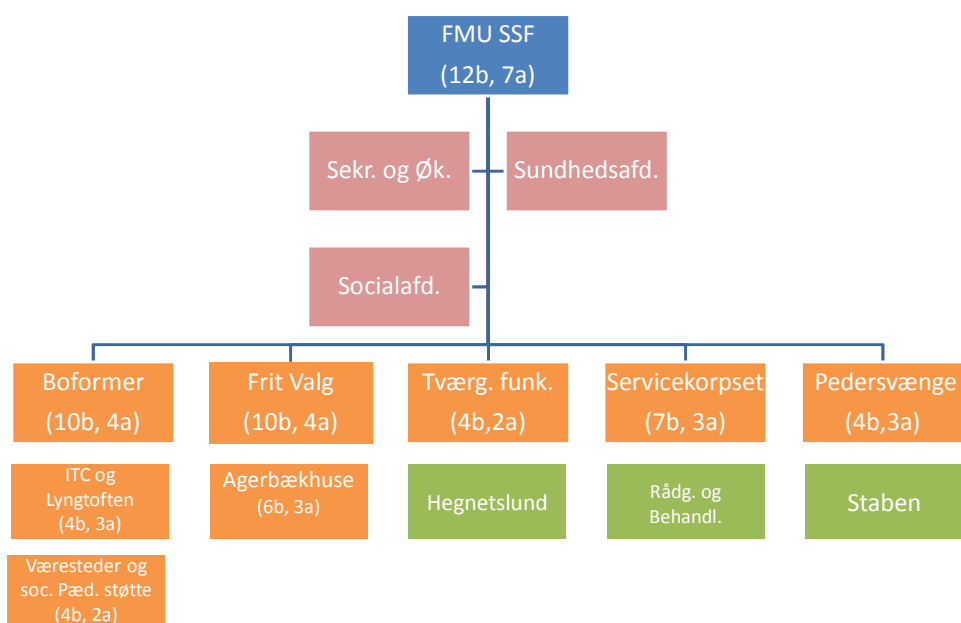 FMU SSF
(12b, 7a)
Sekr. og Øk.
Sundhedsafd.
Socialafd.
Boformer
(10b, 4a)
Frit Valg
(10b, 4a)
Tværg. funk.
(4b,2a)
Servicekorpset
(7b, 3a)
Pedersvænge
(4b,3a)
ITC og
Lyngtoften
(4b, 3a)
Agerbækhuse
(6b, 3a)
Hegnetslund
Rådg. og
Behandl.
Staben
Væresteder og
soc. Pæd. støtte
(4b, 2a)